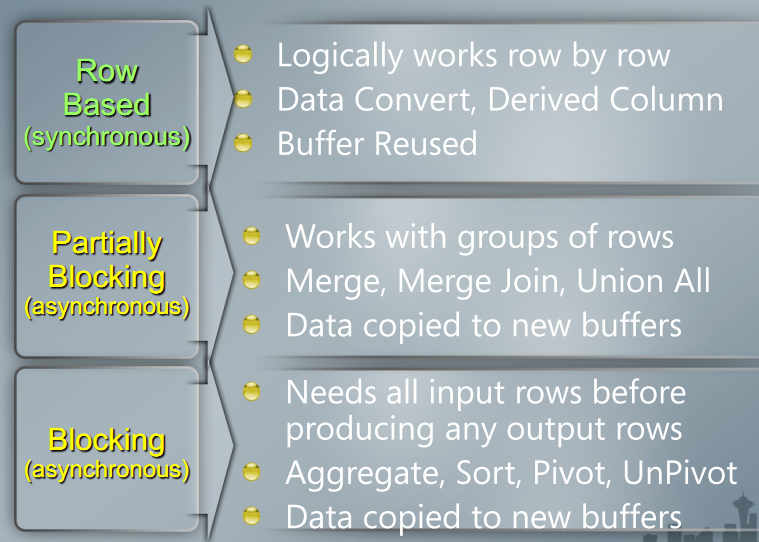 Row
Based
(synchronous)
Logically works row by row
Data Convert, Derived Column
Buffer Reused
Partially
Blocking
(asynchronous)
Works with groups of rows
Merge, Merge Join, Union All
Data copied to new buffers
Blocking
(asynchronous)
Needs all input rows before
producing any output rows
Aggregate, Sort, Pivot, UnPivot
Data copied to new buffers